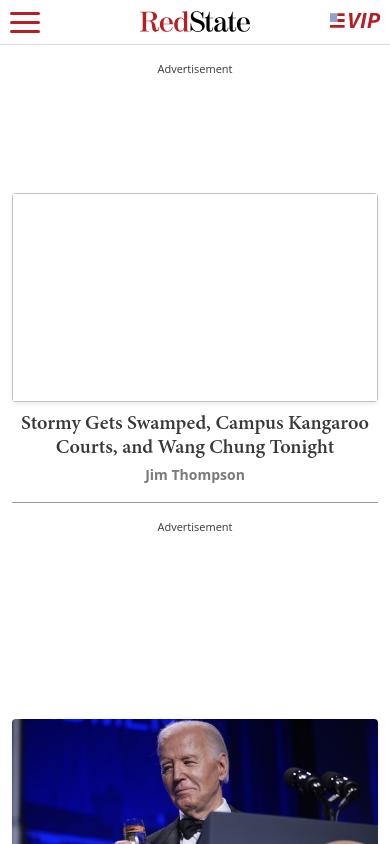 RedState
VIP
Advertisement
Stormy Gets Swamped, Campus Kangaroo
Courts, and Wang Chung Tonight
Jim Thompson
Advertisement